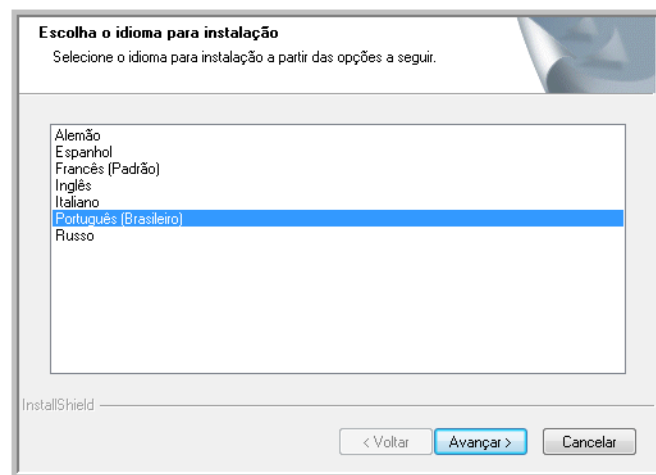 Escolha o idioma para instalação
Selecione o idioma para instalação a partir das opções a seguir.
Alemão
Espanhol
Francês (Padrão)
Inglês
Italiano
Português (Brasileiro)
Russo
InstallShield
< Voltar
Avançar >
Cancelar